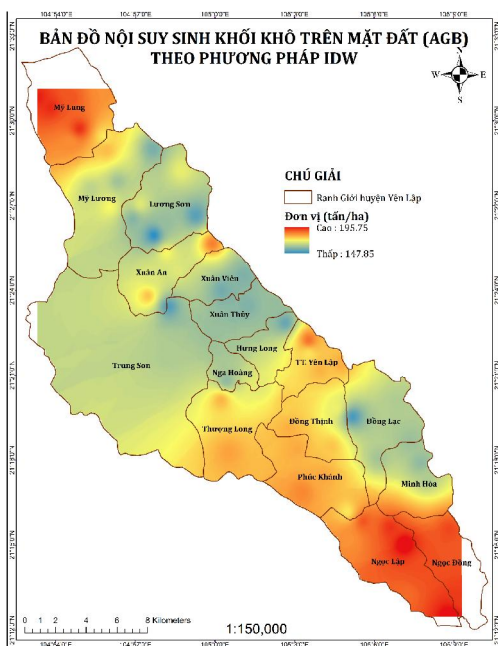 BẢN ĐỒ NỘI SUY SINH KHỐI KHÔ TRÊN MẶT ĐẤT (AGB)
THEO PHƯƠNG PHÁP IDW
N
W E
S
CHÚ GIẢI
Ranh Giới huyện Yên Lập
Đơn vị (tấn/ha)
Cao : 195.75
Thấp : 147.85
Mỹ Lung
Mỹ Lương
Lương Sơn
Xuân An
Xuân Viên
Xuân Thủy
Hưng Long
TT. Yên Lập
Trung Sơn
Nga Hoàng
Thượng Long
Đồng Thịnh
Đồng Lạc
Phúc Khánh
Minh Hòa
Ngọc Lập
Ngọc Đồng
0 1 2 4 6 8 Kilometers
1:150,000